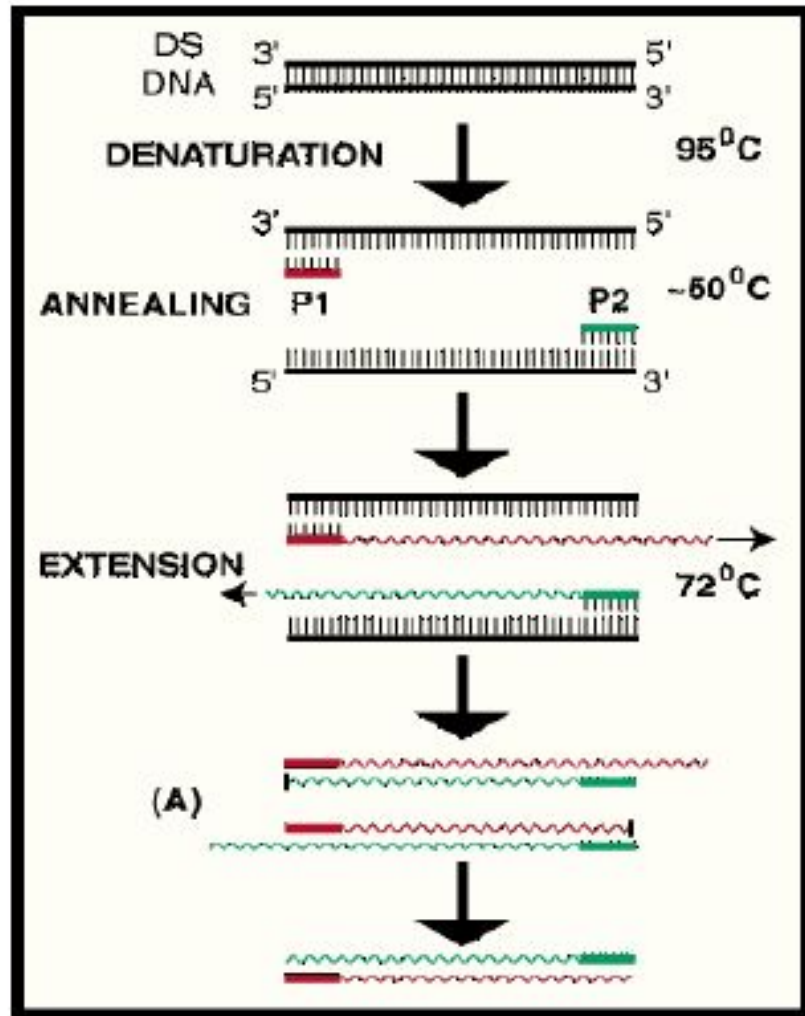 DS 3' 5'
DNA 5' 3'
DENATURATION 95⁰C
3' 5'
ANNEALING P1 P2 ~50⁰C
5' 3'
EXTENSION 72⁰C
(A)